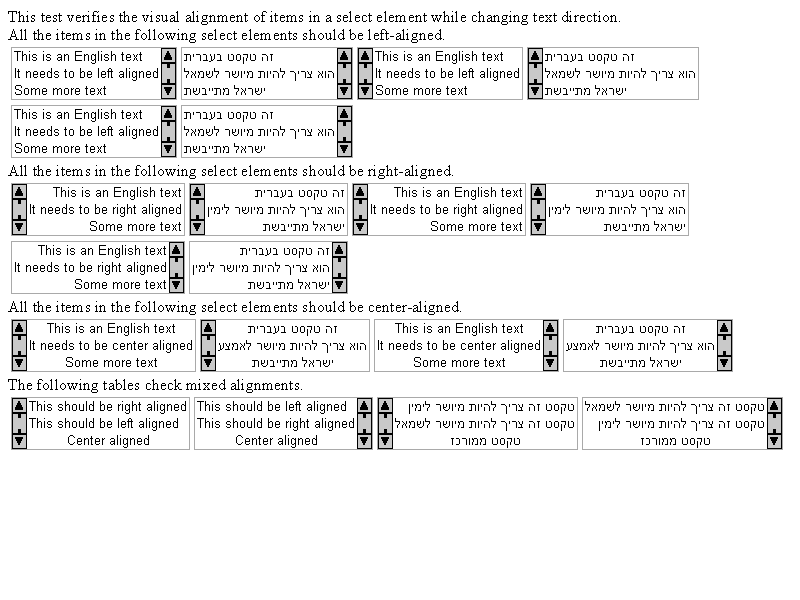 This test verifies the visual alignment of items in a select element while changing text direction.
All the items in the following select elements should be left-aligned.
This is an English text
It needs to be left aligned
Some more text
זה טקסט בעברית
הוא צריך להיות מיושר לשמאל
ישראל מתייבשת
This is an English text
It needs to be left aligned
Some more text
זה טקסט בעברית
הוא צריך להיות מיושר לשמאל
ישראל מתייבשת
This is an English text
It needs to be left aligned
Some more text
זה טקסט בעברית
הוא צריך להיות מיושר לשמאל
ישראל מתייבשת
All the items in the following select elements should be right-aligned.
This is an English text
It needs to be right aligned
Some more text
זה טקסט בעברית
הוא צריך להיות מיושר לימין
ישראל מתייבשת
This is an English text
It needs to be right aligned
Some more text
זה טקסט בעברית
הוא צריך להיות מיושר לימין
ישראל מתייבשת
This is an English text
It needs to be right aligned
Some more text
זה טקסט בעברית
הוא צריך להיות מיושר לימין
ישראל מתייבשת
All the items in the following select elements should be center-aligned.
This is an English text
It needs to be center aligned
Some more text
זה טקסט בעברית
הוא צריך להיות מיושר לאמצע
ישראל מתייבשת
This is an English text
It needs to be center aligned
Some more text
זה טקסט בעברית
הוא צריך להיות מיושר לאמצע
ישראל מתייבשת
The following tables check mixed alignments.
This should be right aligned
This should be left aligned
Center aligned
This should be left aligned
This should be right aligned
Center aligned
טקסט זה צריך להיות מיושר לימין
טקסט זה צריך להיות מיושר לשמאל
טקסט ממורכז
טקסט זה צריך להיות מיושר לשמאל
טקסט זה צריך להיות מיושר לימין
טקסט ממורכז